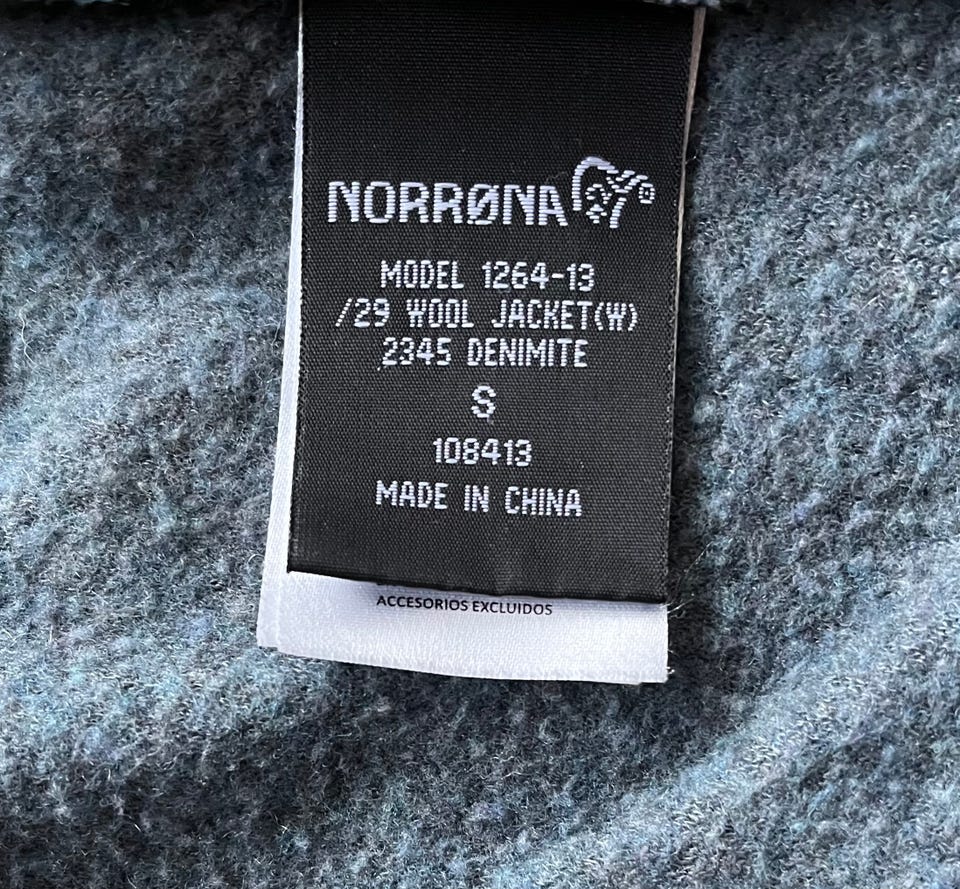 NORRØNA
MODEL 1264-13
/29 WOOL JACKET(W)
2345 DENIMITE
S
108413
MADE IN CHINA
ACCESORIOS EXCLUIDOS